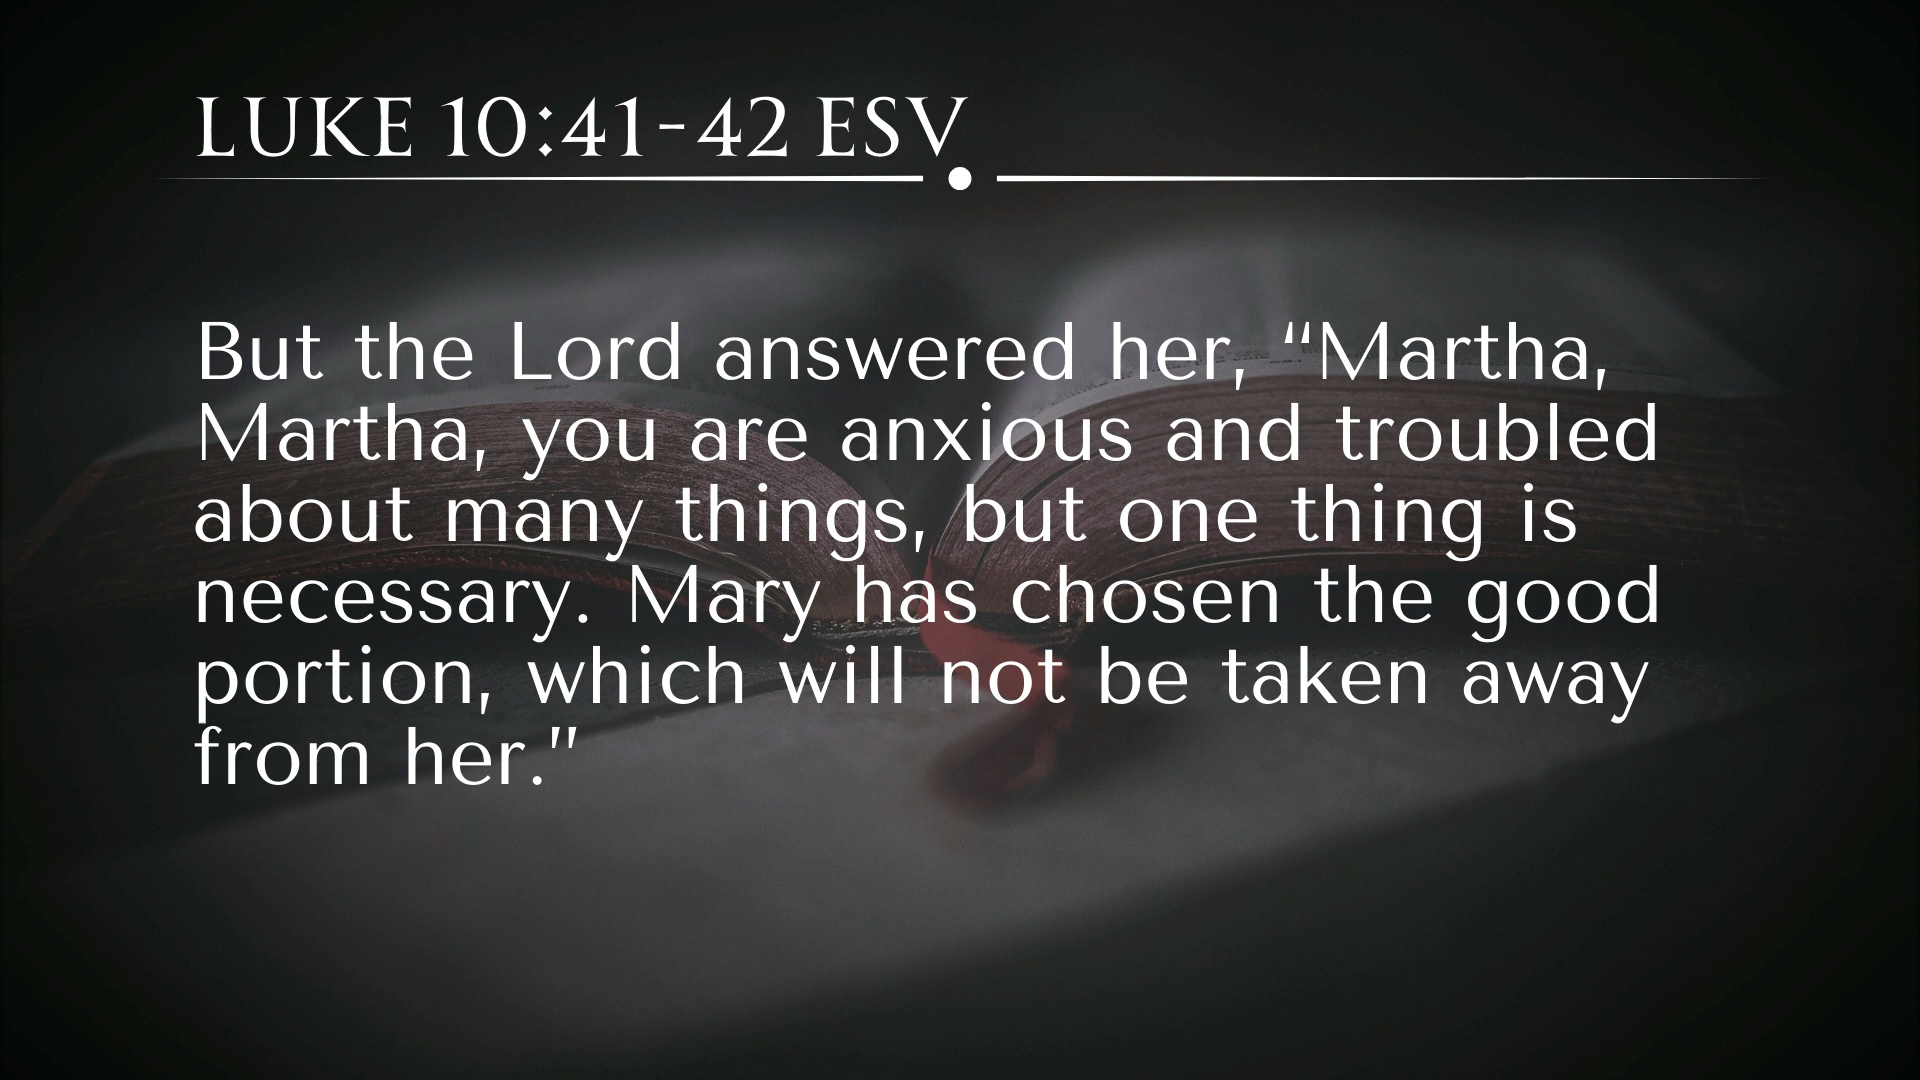 LUKE 10:41-42 ESV
But the Lord answered her, “Martha,
Martha, you are anxious and troubled
about many things, but one thing is
necessary. Mary has chosen the good
portion, which will not be taken away
from her.”